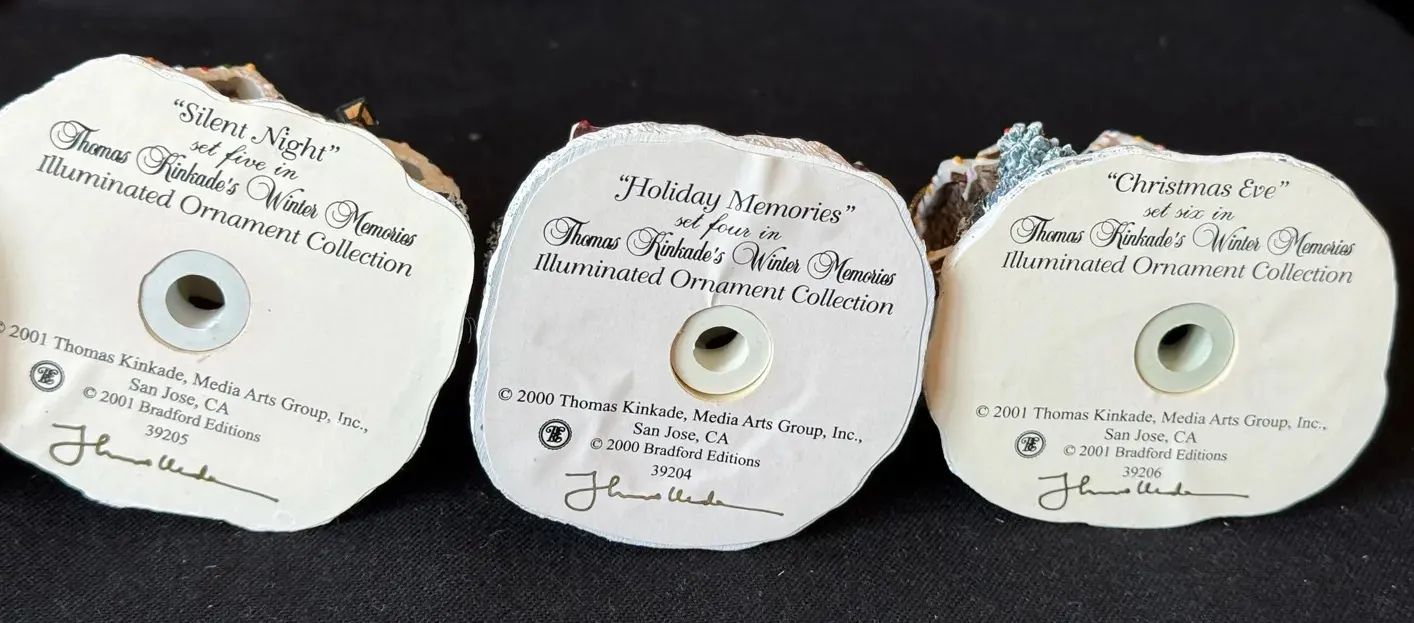 “Silent Night”
set five in
Thomas Kinkade's Winter Memories
Illuminated Ornament Collection
© 2001 Thomas Kinkade, Media Arts Group, Inc.,
San Jose, CA
© 2001 Bradford Editions
39205
“Holiday Memories”
set four in
Thomas Kinkade's Winter Memories
Illuminated Ornament Collection
© 2000 Thomas Kinkade, Media Arts Group, Inc.,
San Jose, CA
© 2000 Bradford Editions
39204
“Christmas Eve”
set six in
Thomas Kinkade's Winter Memories
Illuminated Ornament Collection
© 2001 Thomas Kinkade, Media Arts Group, Inc.,
San Jose, CA
© 2001 Bradford Editions
39206